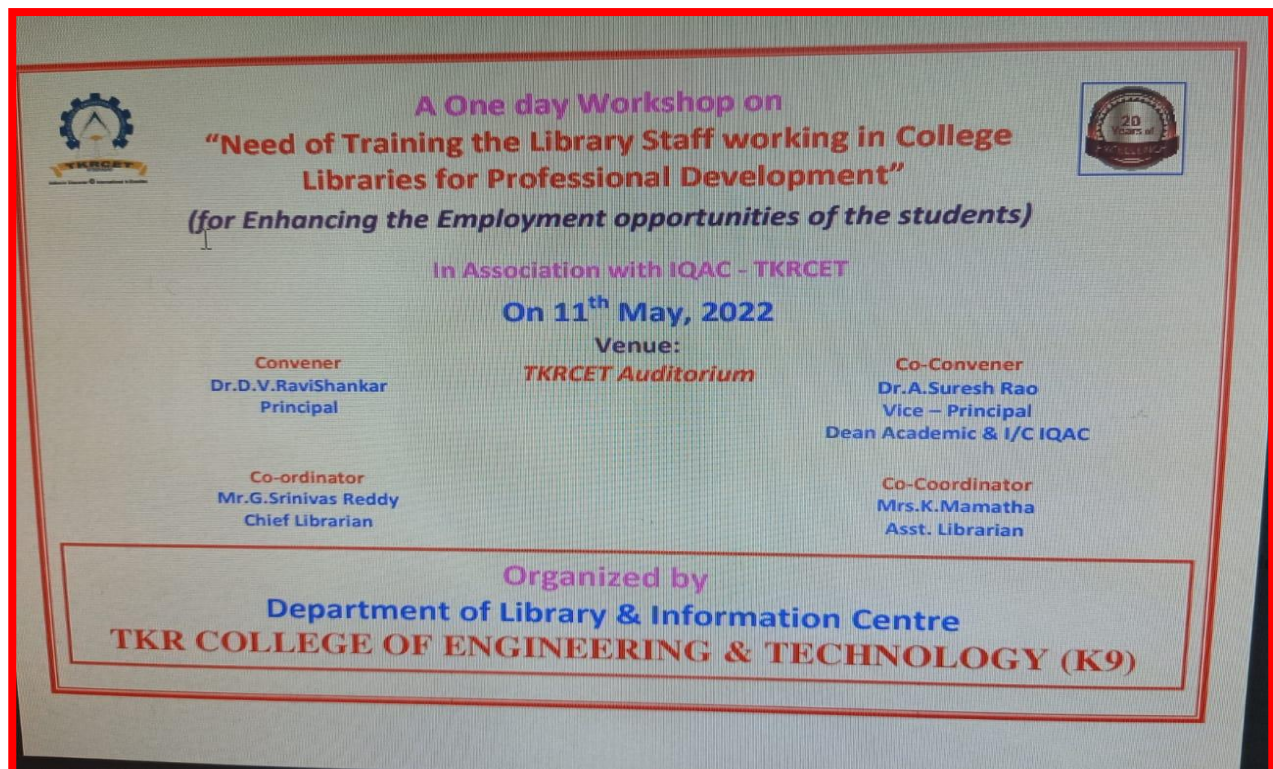 A One day Workshop on
“Need of Training the Library Staff working in College
Libraries for Professional Development”
(for Enhancing the Employment opportunities of the students)
In Association with IQAC - TKRCET
On 11th May, 2022
Venue:
TKRCET Auditorium
Convener
Dr.D.V.RaviShankar
Principal
Co-Convener
Dr.A.Suresh Rao
Vice – Principal
Dean Academic & I/C IQAC
Co-ordinator
Mr.G.Srinivas Reddy
Chief Librarian
Co-Coordinator
Mrs.K.Mamatha
Asst. Librarian
Organized by
Department of Library & Information Centre
TKR COLLEGE OF ENGINEERING & TECHNOLOGY (K9)
TKRCET
20
Years of
EXCELLENCE